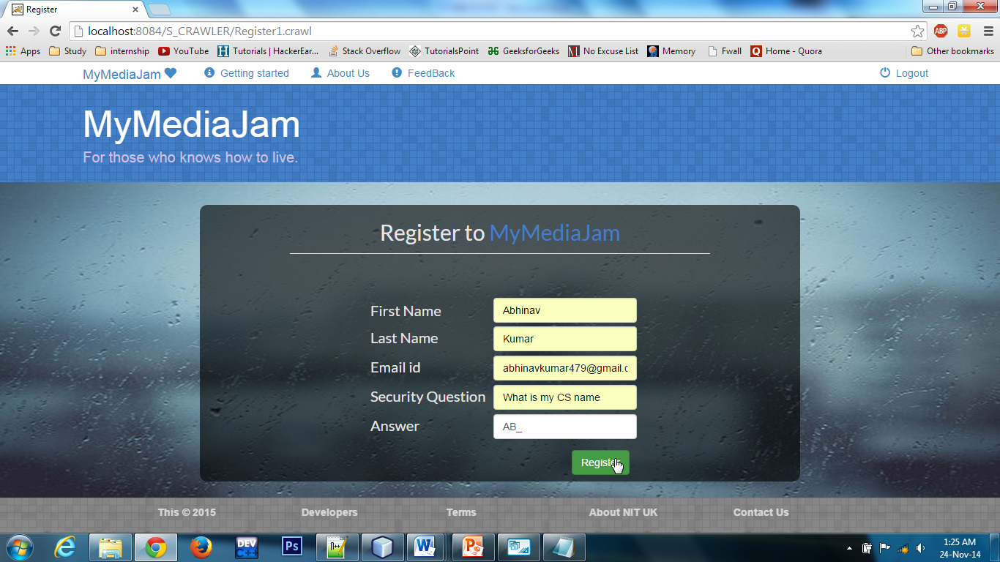 Register
localhost:8084/S_CRAWLER/Register1.crawl
ABP
Apps Study internship YouTube Tutorials | HackerEar... Stack Overflow TutorialsPoint GeeksforGeeks No Excuse List Memory Fwall Home - Quora Other bookmarks
MyMediaJam Getting started About Us FeedBack Logout
MyMediaJam
For those who knows how to live.
Register to MyMediaJam
First Name Abhinav
Last Name Kumar
Email id abhinavkumar479@gmail.c
Security Question What is my CS name
Answer AB_
Register
This © 2015 Developers Terms About NIT UK Contact Us
DEV C++ Ps
1:25 AM
24-Nov-14